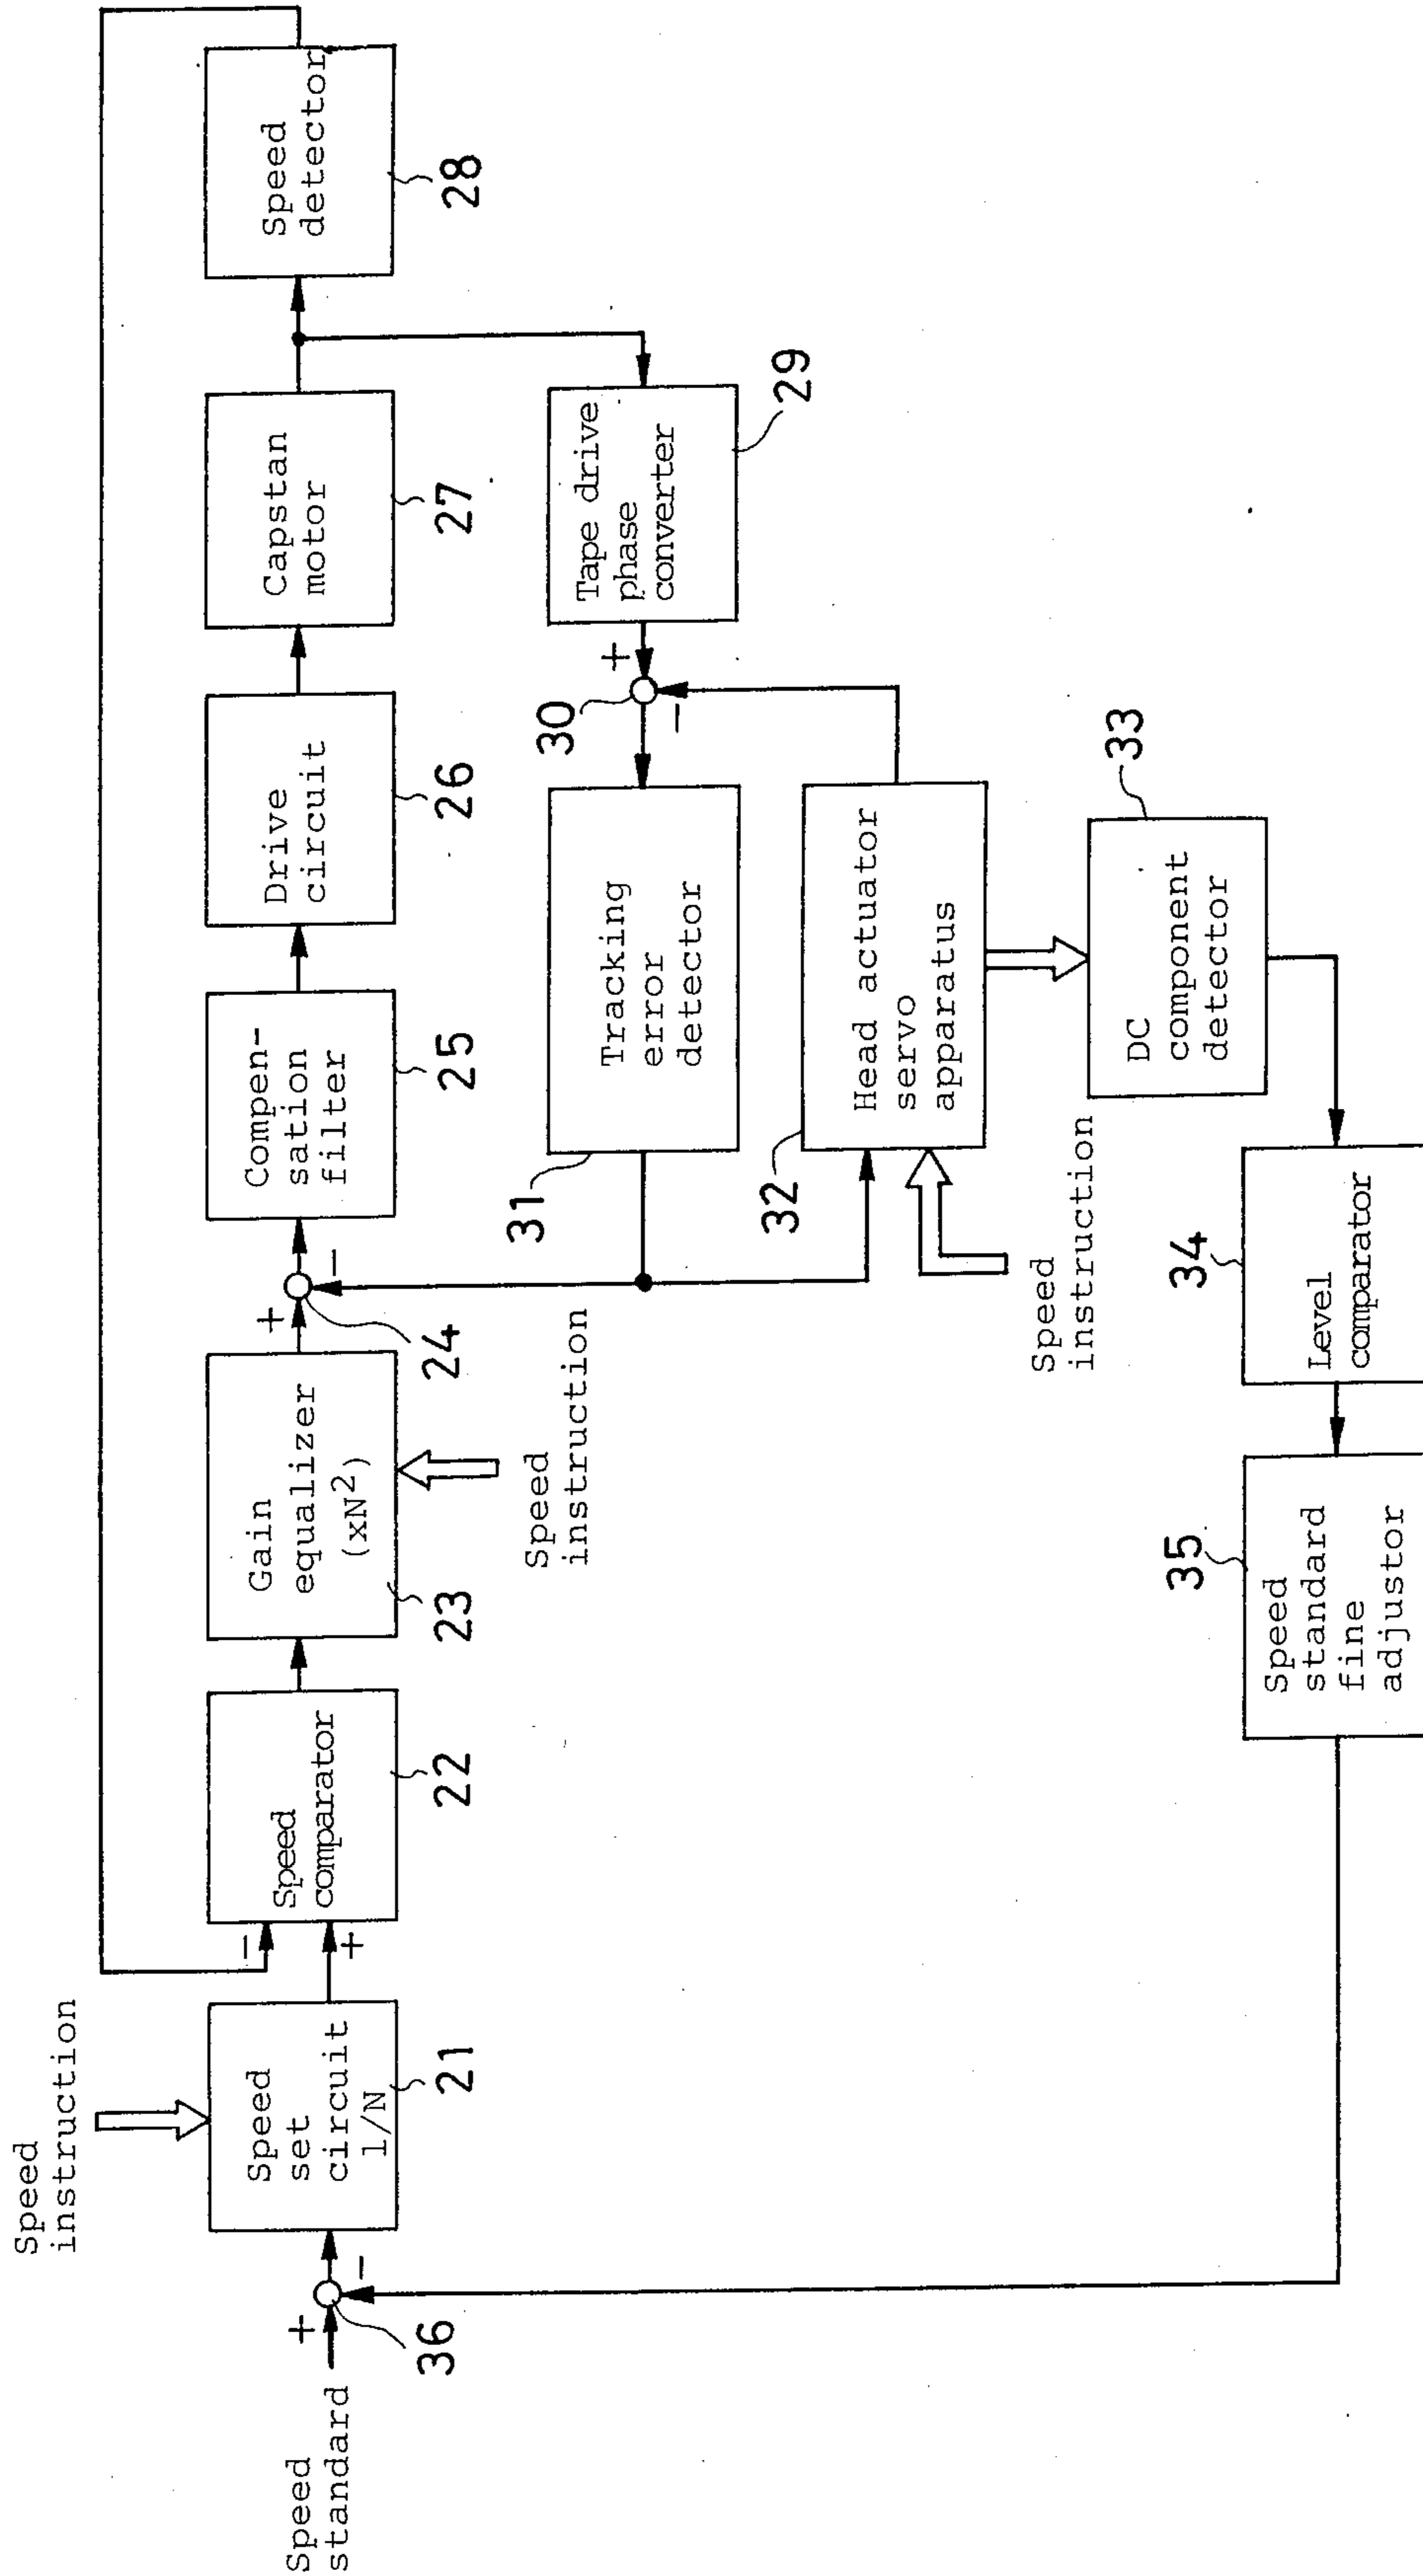 Speed
instruction
Speed
standard
+
-
36
Speed
set
circuit
1/N
21
-
+
Speed
comparator
22
Gain
equalizer
(xN²)
23
Speed
instruction
+
-
24
Compen-
sation
filter
25
Drive
circuit
26
Capstan
motor
27
Speed
detector
28
Tape drive
phase
converter
29
+
-
30
Tracking
error
detector
31
Head actuator
servo
apparatus
32
Speed
instruction
DC
component
detector
33
Level
comparator
34
Speed
standard
fine
adjustor
35